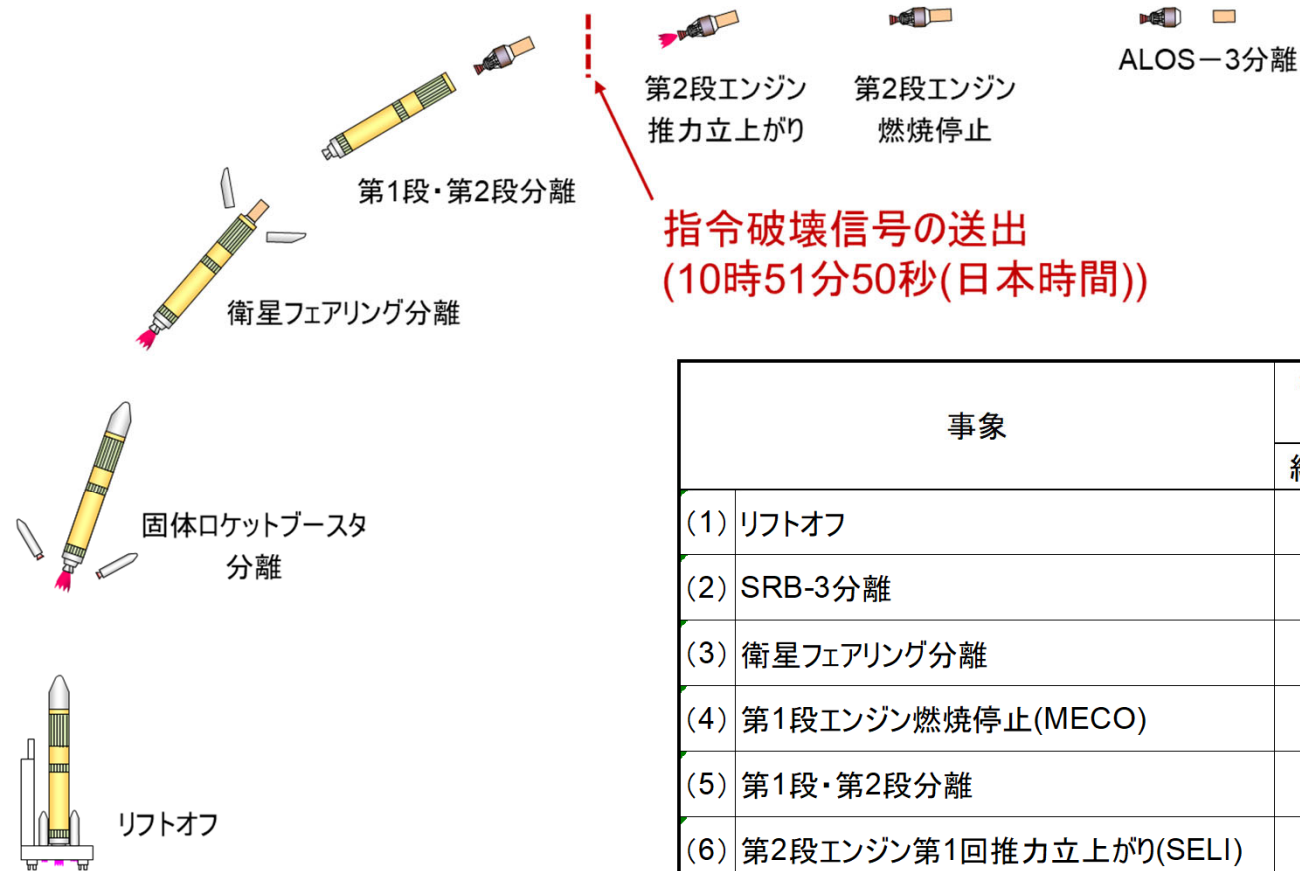 ALOS－3分離
第2段エンジン
推力立上がり
第2段エンジン
燃焼停止
第1段・第2段分離
指令破壊信号の送出
(10時51分50秒(日本時間))
衛星フェアリング分離
固体ロケットブースタ
分離
リフトオフ
事象
(1) リフトオフ
(2) SRB-3分離
(3) 衛星フェアリング分離
(4) 第1段エンジン燃焼停止(MECO)
(5) 第1段・第2段分離
(6) 第2段エンジン第1回推力立上がり(SELI)